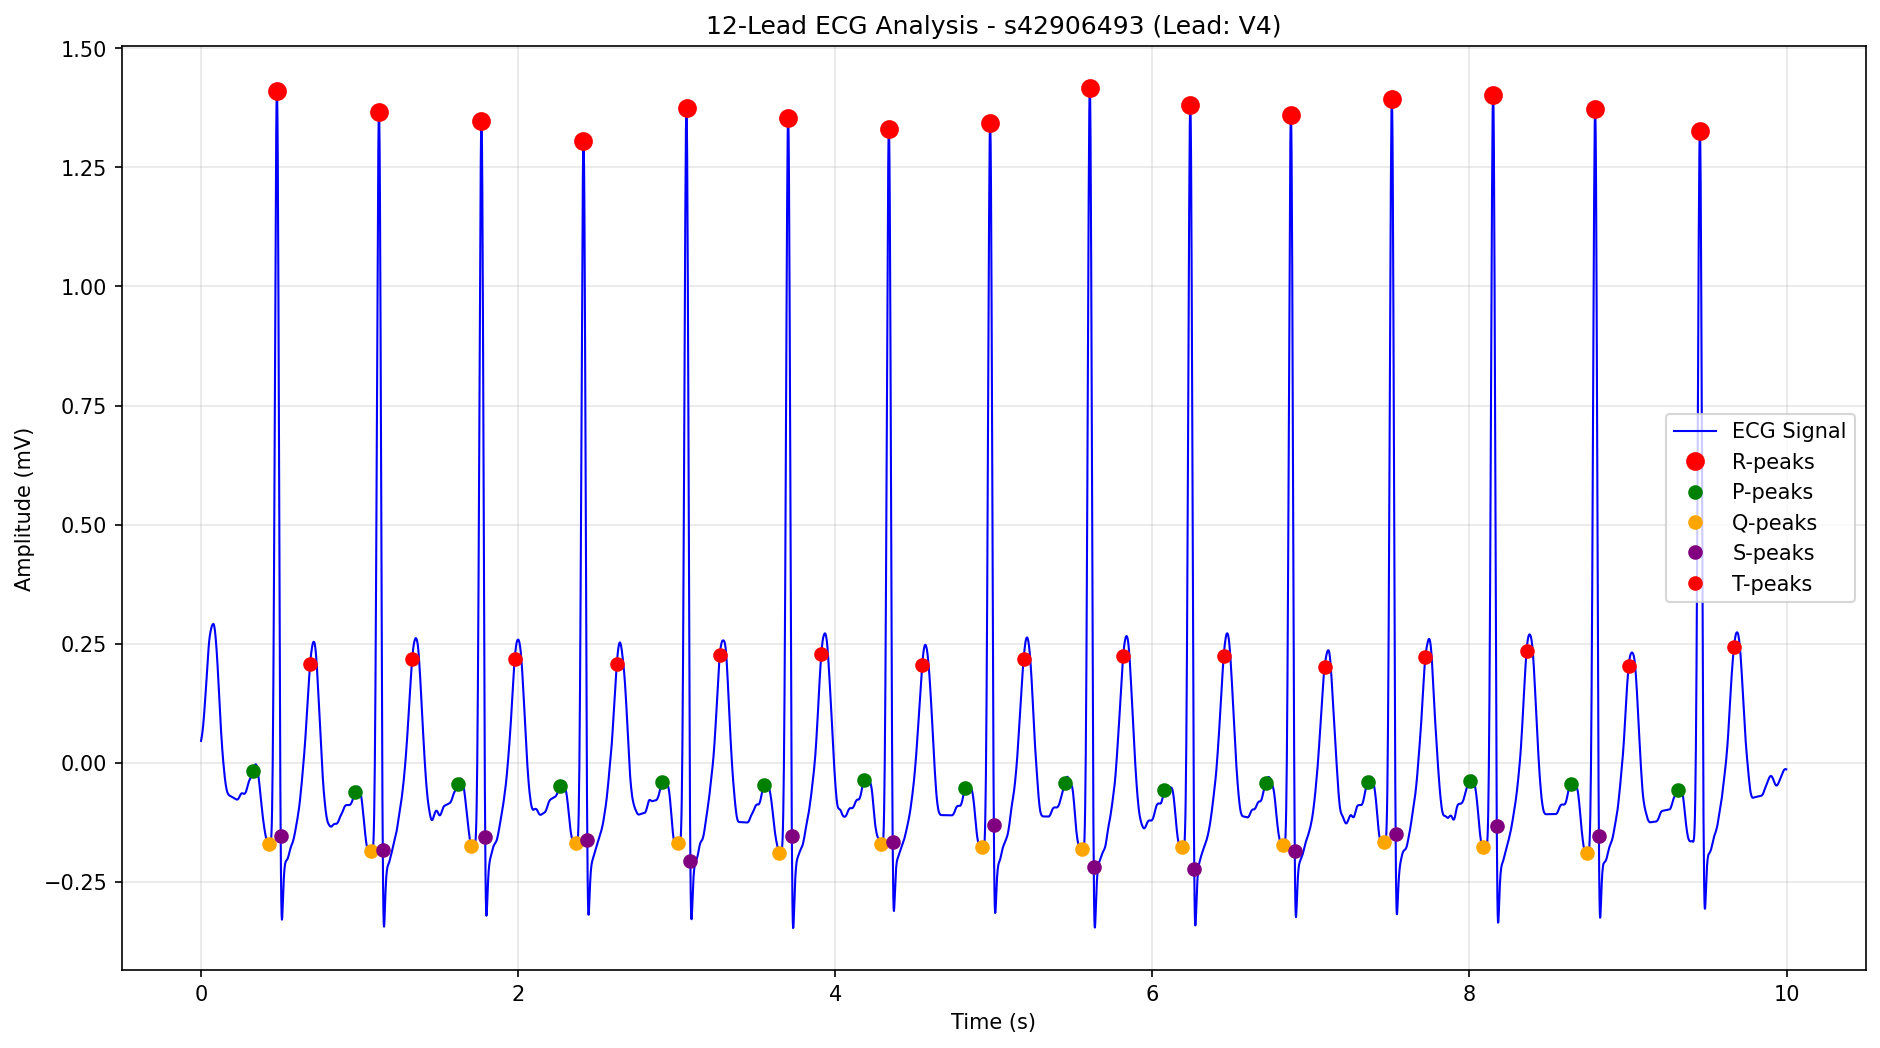 12-Lead ECG Analysis - s42906493 (Lead: V4)
1.50
1.25
1.00
0.75
0.50
0.25
0.00
−0.25
Amplitude (mV)
ECG Signal
R-peaks
P-peaks
Q-peaks
S-peaks
T-peaks
0 2 4 6 8 10
Time (s)